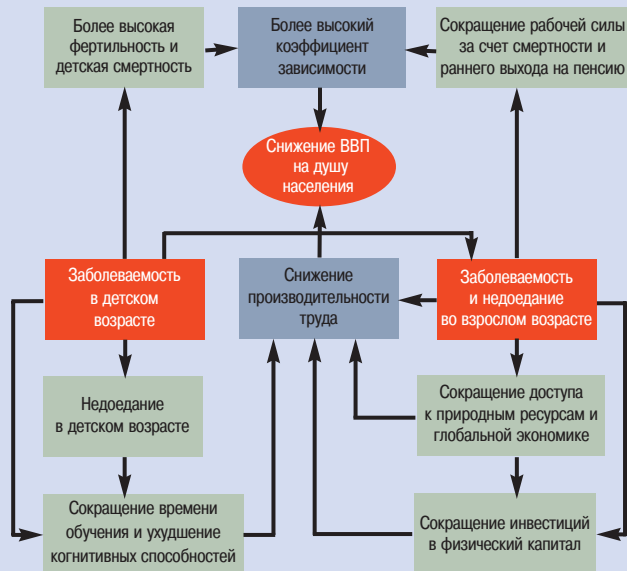 Более высокая
фертильность и
детская смертность
Более высокий
коэффициент
зависимости
Сокращение рабочей силы
за счет смертности и
раннего выхода на пенсию
Снижение ВВП
на душу
населения
Заболеваемость
в детском
возрасте
Снижение
производительности
труда
Заболеваемость
и недоедание
во взрослом возрасте
Недоедание
в детском возрасте
Сокращение доступа
к природным ресурсам и
глобальной экономике
Сокращение времени
обучения и ухудшение
когнитивных способностей
Сокращение инвестиций
в физический капитал